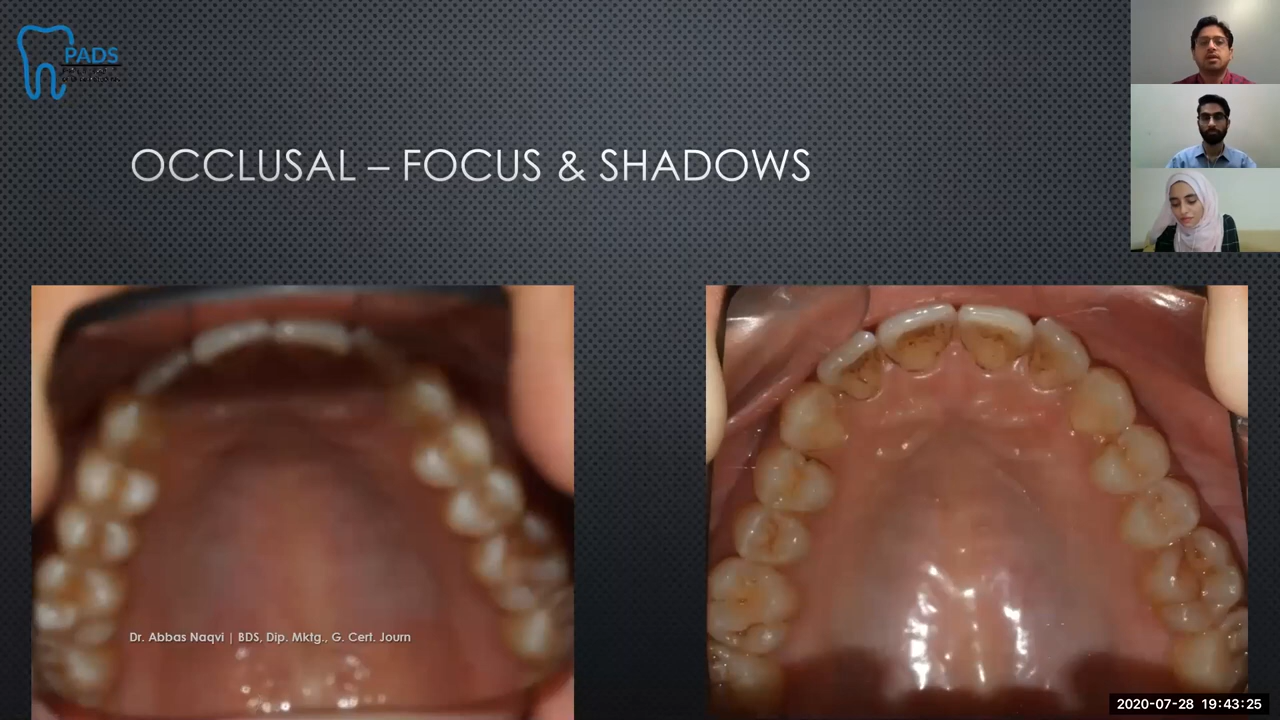 PADS
OCCLUSAL – FOCUS & SHADOWS
Dr. Abbas Naqvi | BDS, Dip. Mktg., G. Cert. Journ
2020-07-28 19:43:25